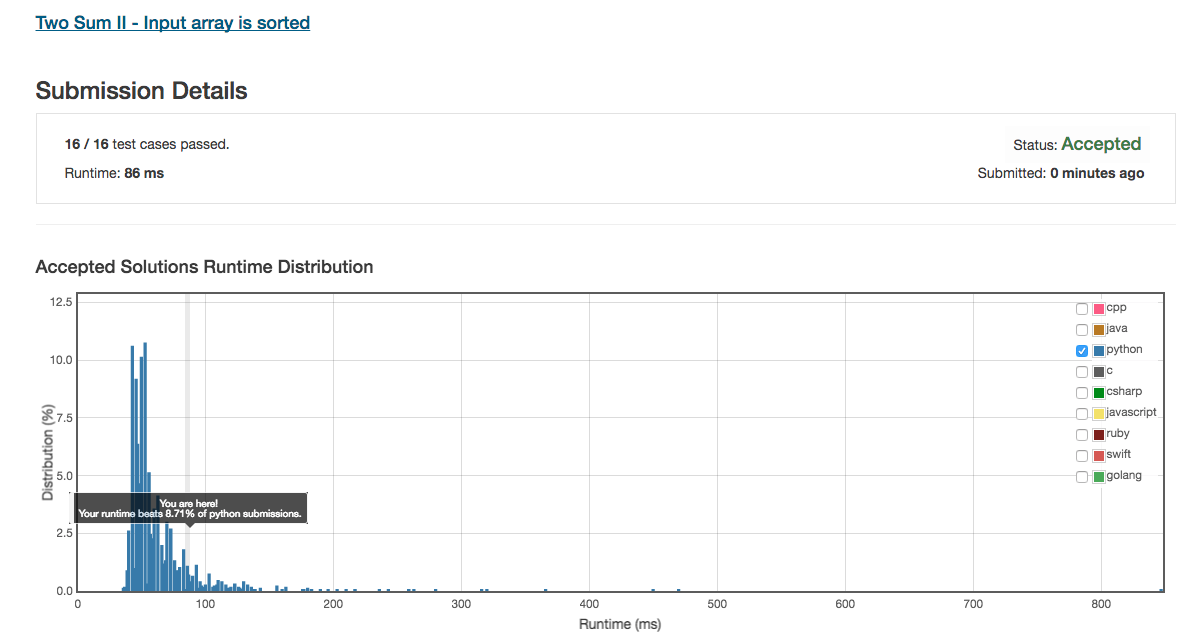 Two Sum II - Input array is sorted
Submission Details
16 / 16 test cases passed.
Status: Accepted
Runtime: 86 ms
Submitted: 0 minutes ago
Accepted Solutions Runtime Distribution
12.5
10.0
7.5
5.0
2.5
0.0
Distribution (%)
You are here!
Your runtime beats 8.71% of python submissions.
cpp
java
python
c
csharp
javascript
ruby
swift
golang
0 100 200 300 400 500 600 700 800
Runtime (ms)